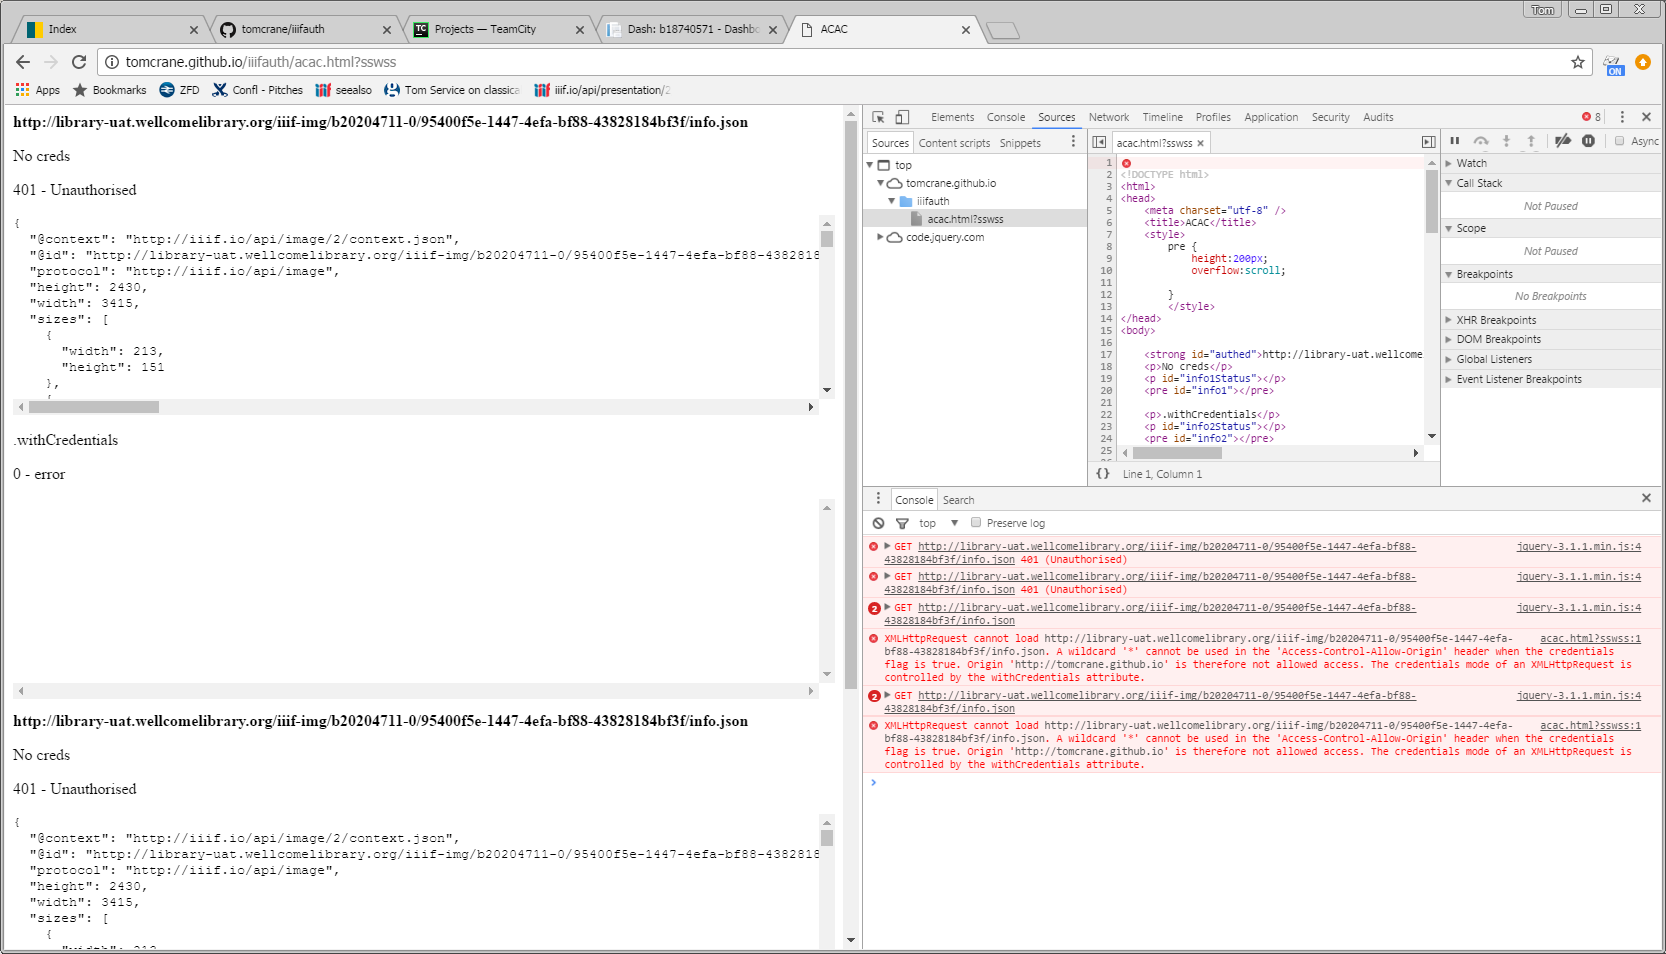 Tom
Index
tomcrane/iiifauth
Projects — TeamCity
Dash: b18740571 - Dashbo
ACAC
tomcrane.github.io/iiifauth/acac.html?sswss
ON
Apps
Bookmarks
ZFD
Confl - Pitches
seealso
Tom Service on classica
iiif.io/api/presentation/2
http://library-uat.wellcomelibrary.org/iiif-img/b20204711-0/95400f5e-1447-4efa-bf88-43828184bf3f/info.json
No creds
401 - Unauthorised
{
"@context": "http://iiif.io/api/image/2/context.json",
"@id": "http://library-uat.wellcomelibrary.org/iiif-img/b20204711-0/95400f5e-1447-4efa-bf88-4382818
"protocol": "http://iiif.io/api/image",
"height": 2430,
"width": 3415,
"sizes": [
{
"width": 213,
"height": 151
},
{
.withCredentials
0 - error
http://library-uat.wellcomelibrary.org/iiif-img/b20204711-0/95400f5e-1447-4efa-bf88-43828184bf3f/info.json
No creds
401 - Unauthorised
{
"@context": "http://iiif.io/api/image/2/context.json",
"@id": "http://library-uat.wellcomelibrary.org/iiif-img/b20204711-0/95400f5e-1447-4efa-bf88-4382818
"protocol": "http://iiif.io/api/image",
"height": 2430,
"width": 3415,
"sizes": [
{
"width": 213
Elements Console Sources Network Timeline Profiles Application Security Audits
8
Sources Content scripts Snippets
top
tomcrane.github.io
iiifauth
acac.html?sswss
code.jquery.com
acac.html?sswss
1
2 <!DOCTYPE html>
3 <html>
4 <head>
5 <meta charset="utf-8" />
6 <title>ACAC</title>
7 <style>
8 pre {
9 height:200px;
10 overflow:scroll;
11
12 }
13 </style>
14 </head>
15 <body>
16
17 <strong id="authed">http://library-uat.wellcome
18 <p>No creds</p>
19 <p id="info1Status"></p>
20 <pre id="info1"></pre>
21
22 <p>.withCredentials</p>
23 <p id="info2Status"></p>
24 <pre id="info2"></pre>
25
{} Line 1, Column 1
Async
Watch
Call Stack
Not Paused
Scope
Not Paused
Breakpoints
No Breakpoints
XHR Breakpoints
DOM Breakpoints
Global Listeners
Event Listener Breakpoints
Console Search
top
Preserve log
GET http://library-uat.wellcomelibrary.org/iiif-img/b20204711-0/95400f5e-1447-4efa-bf88- jquery-3.1.1.min.js:4
43828184bf3f/info.json 401 (Unauthorised)
GET http://library-uat.wellcomelibrary.org/iiif-img/b20204711-0/95400f5e-1447-4efa-bf88- jquery-3.1.1.min.js:4
43828184bf3f/info.json 401 (Unauthorised)
2 GET http://library-uat.wellcomelibrary.org/iiif-img/b20204711-0/95400f5e-1447-4efa-bf88- jquery-3.1.1.min.js:4
43828184bf3f/info.json
XMLHttpRequest cannot load http://library-uat.wellcomelibrary.org/iiif-img/b20204711-0/95400f5e-1447-4efa- acac.html?sswss:1
bf88-43828184bf3f/info.json. A wildcard '*' cannot be used in the 'Access-Control-Allow-Origin' header when the credentials
flag is true. Origin 'http://tomcrane.github.io' is therefore not allowed access. The credentials mode of an XMLHttpRequest is
controlled by the withCredentials attribute.
2 GET http://library-uat.wellcomelibrary.org/iiif-img/b20204711-0/95400f5e-1447-4efa-bf88- jquery-3.1.1.min.js:4
43828184bf3f/info.json
XMLHttpRequest cannot load http://library-uat.wellcomelibrary.org/iiif-img/b20204711-0/95400f5e-1447-4efa- acac.html?sswss:1
bf88-43828184bf3f/info.json. A wildcard '*' cannot be used in the 'Access-Control-Allow-Origin' header when the credentials
flag is true. Origin 'http://tomcrane.github.io' is therefore not allowed access. The credentials mode of an XMLHttpRequest is
controlled by the withCredentials attribute.